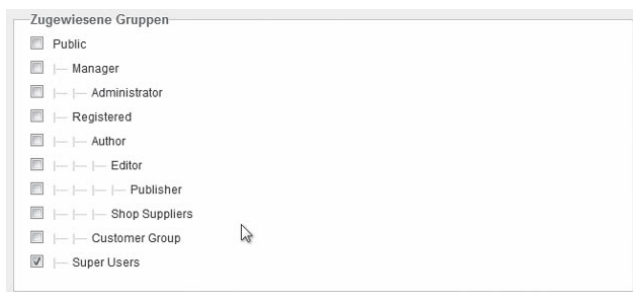 Zugewiesene Gruppen
Public
|— Manager
|— |— Administrator
|— Registered
|— |— Author
|— |— |— Editor
|— |— |— |— Publisher
|— |— |— Shop Suppliers
|— |— Customer Group
|— Super Users